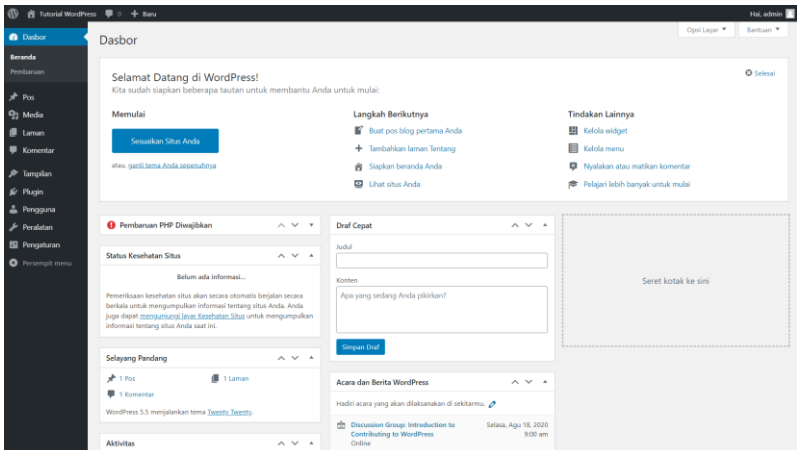 Tutorial WordPress 0 + Baru
Hai, admin
Dasbor
Beranda
Pembaruan
Pos
Media
Laman
Komentar
Tampilan
Plugin
Pengguna
Peralatan
Pengaturan
Persempit menu
Dasbor
Opsi Layar ▼
Bantuan ▼
Selamat Datang di WordPress!
Kita sudah siapkan beberapa tautan untuk membantu Anda untuk mulai:
Selesai
Memulai
Sesuaikan Situs Anda
atau, ganti tema Anda sepenuhnya
Langkah Berikutnya
Buat pos blog pertama Anda
Tambahkan laman Tentang
Siapkan beranda Anda
Lihat situs Anda
Tindakan Lainnya
Kelola widget
Kelola menu
Nyalakan atau matikan komentar
Pelajari lebih banyak untuk mulai
Pembaruan PHP Diwajibkan
Status Kesehatan Situs
Belum ada informasi...
Pemeriksaan kesehatan situs akan secara otomatis berjalan secara
berkala untuk mengumpulkan informasi tentang situs Anda. Anda
juga dapat mengunjungi layar Kesehatan Situs untuk mengumpulkan
informasi tentang situs Anda saat ini.
Selayang Pandang
1 Pos
1 Laman
1 Komentar
WordPress 5.5 menjalankan tema Twenty Twenty.
Aktivitas
Draf Cepat
Judul
Konten
Apa yang sedang Anda pikirkan?
Simpan Draf
Acara dan Berita WordPress
Hadiri acara yang akan dilaksanakan di sekitarmu.
Discussion Group: Introduction to
Contributing to WordPress
Online
Selasa, Agu 18, 2020
9:00 am
Seret kotak ke sini